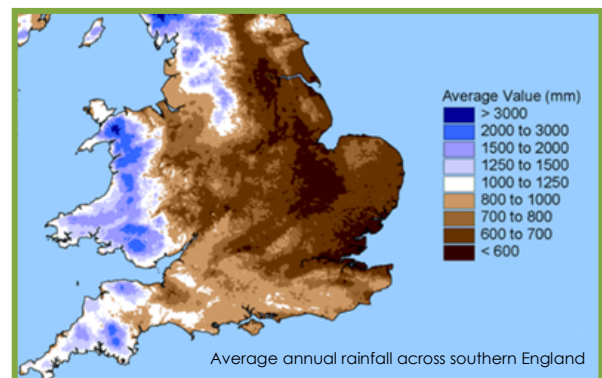 Average Value (mm)
> 3000
2000 to 3000
1500 to 2000
1250 to 1500
1000 to 1250
800 to 1000
700 to 800
600 to 700
< 600
Average annual rainfall across southern England